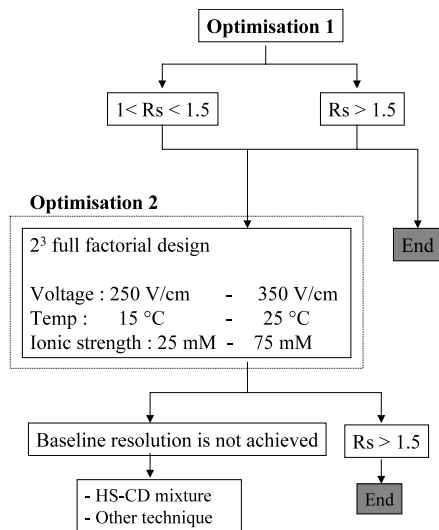 Optimisation 1
1< Rs < 1.5
Rs > 1.5
Optimisation 2
End
2³ full factorial design
Voltage : 250 V/cm - 350 V/cm
Temp : 15 °C - 25 °C
Ionic strength : 25 mM - 75 mM
Baseline resolution is not achieved
Rs > 1.5
- HS-CD mixture
- Other technique
End